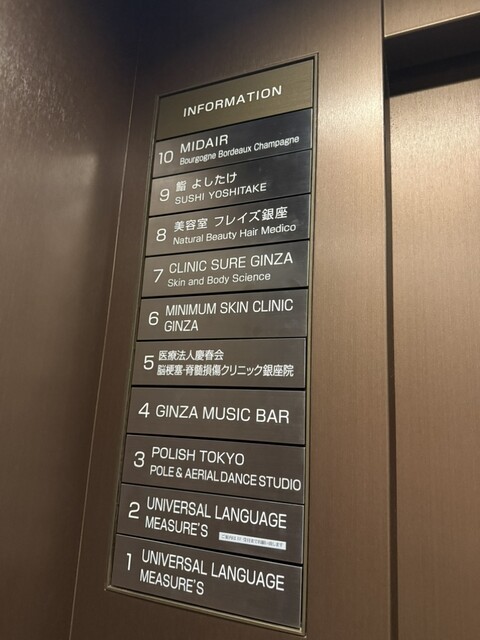 INFORMATION
10 MIDAIR
Bourgogne Bordeaux Champagne
9 鮨 よしたけ
SUSHI YOSHITAKE
8 美容室 フレイズ銀座
Natural Beauty Hair Medico
7 CLINIC SURE GINZA
Skin and Body Science
6 MINIMUM SKIN CLINIC
GINZA
5 医療法人慶春会
脳梗塞·脊髄損傷クリニック銀座院
4 GINZA MUSIC BAR
3 POLISH TOKYO
POLE & AERIAL DANCE STUDIO
2 UNIVERSAL LANGUAGE
MEASURE'S
1 UNIVERSAL LANGUAGE
MEASURE'S